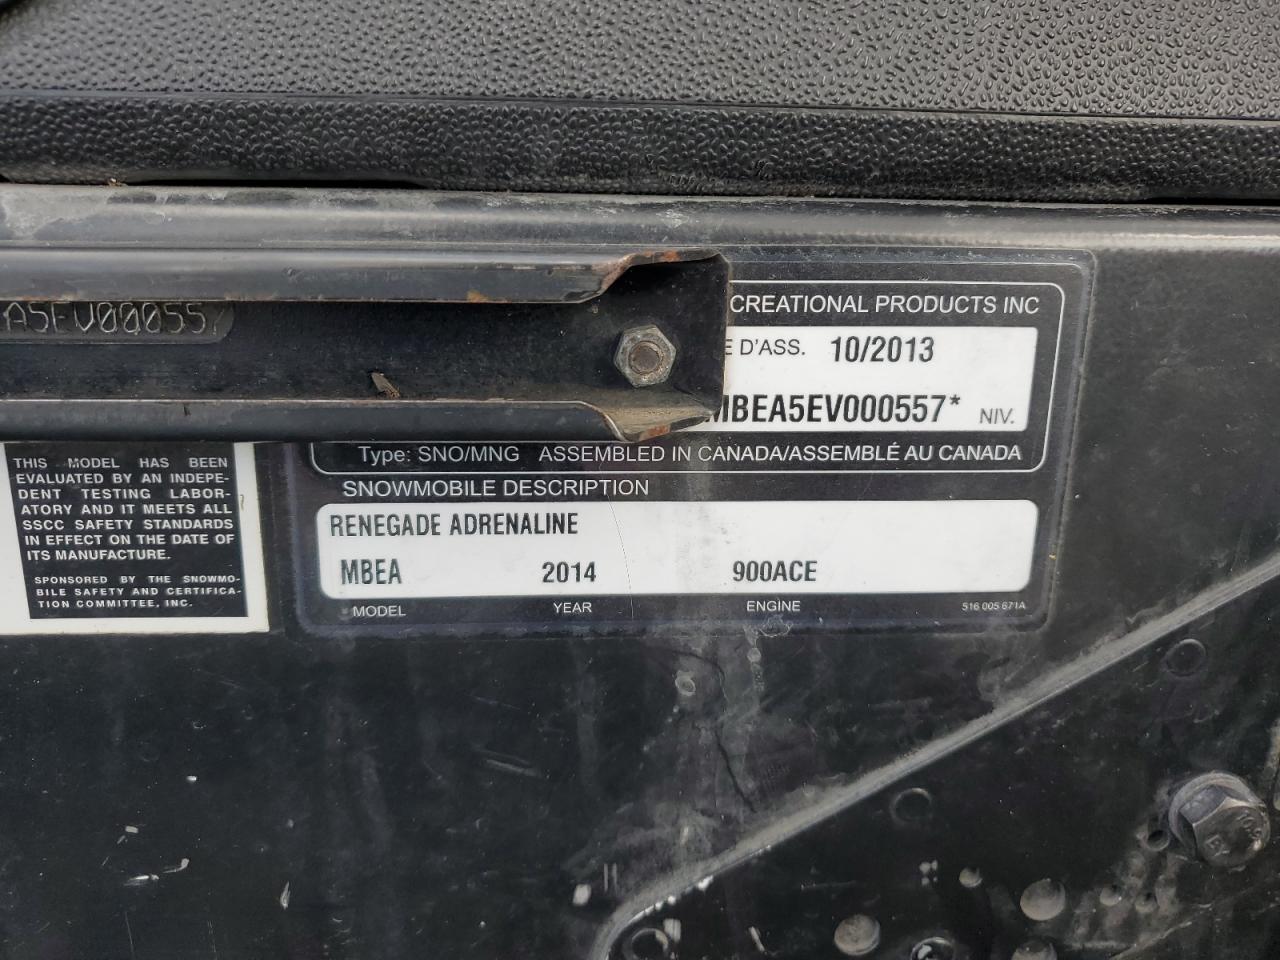 CREATIONAL PRODUCTS INC
A5EV000557
E D'ASS. 10/2013
MBEA5EV000557* NIV.
Type: SNO/MNG ASSEMBLED IN CANADA/ASSEMBLÉ AU CANADA
SNOWMOBILE DESCRIPTION
RENEGADE ADRENALINE
MBEA 2014 900ACE
MODEL YEAR ENGINE 516 005 671A
THIS MODEL HAS BEEN
EVALUATED BY AN INDEPEN-
DENT TESTING LABOR-
ATORY AND IT MEETS ALL
SSCC SAFETY STANDARDS
IN EFFECT ON THE DATE OF
ITS MANUFACTURE.
SPONSORED BY THE SNOWMO-
BILE SAFETY AND CERTIFICA-
TION COMMITTEE, INC.